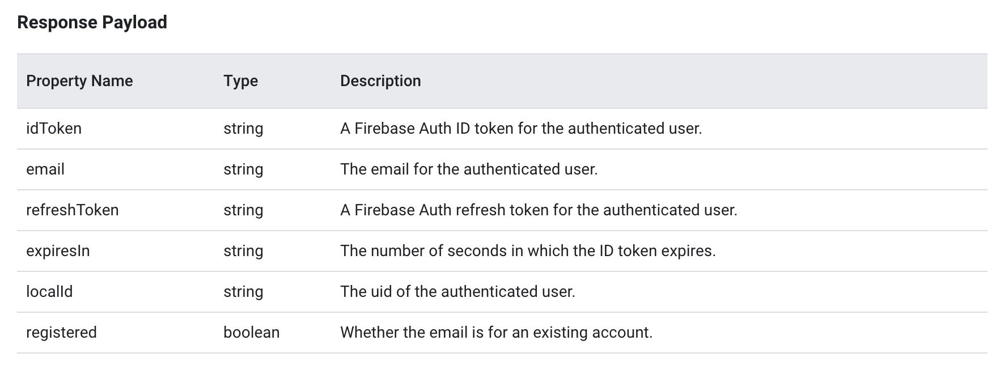 Response Payload
Property Name Type Description
idToken string A Firebase Auth ID token for the authenticated user.
email string The email for the authenticated user.
refreshToken string A Firebase Auth refresh token for the authenticated user.
expiresIn string The number of seconds in which the ID token expires.
localId string The uid of the authenticated user.
registered boolean Whether the email is for an existing account.